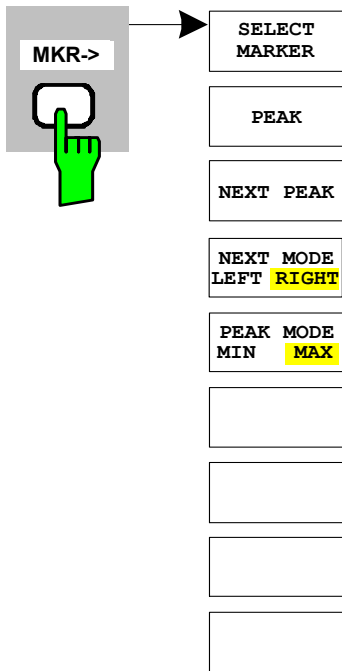 MKR->
SELECT
MARKER
PEAK
NEXT PEAK
NEXT MODE
LEFT RIGHT
PEAK MODE
MIN MAX